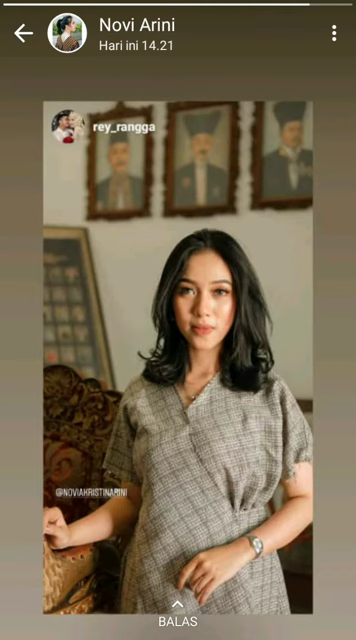 Novi Arini
Hari ini 14.21
rey_rangga
@NOVIAKRISTINARINI
BALAS